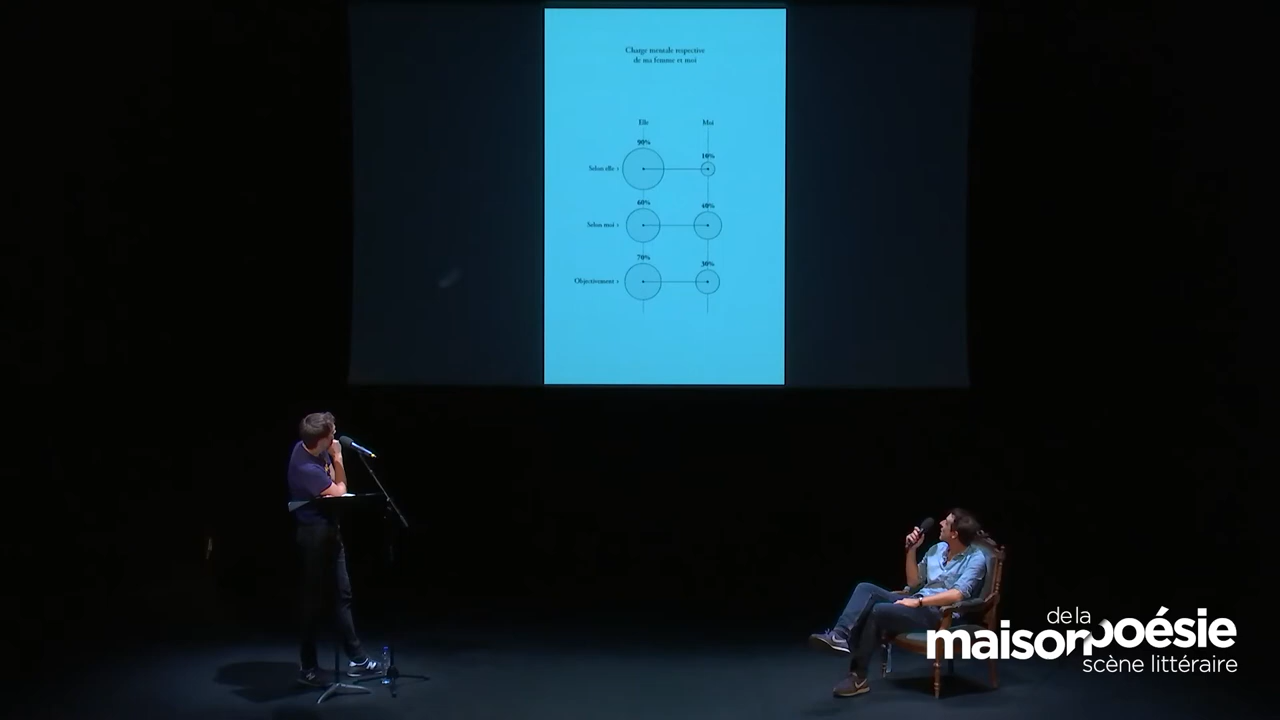 Charge mentale respective
de ma femme et moi
Elle Moi
90% 10%
Selon elle :
60% 40%
Selon moi :
70% 30%
Objectivement :
de la
maison poésie
scène littéraire